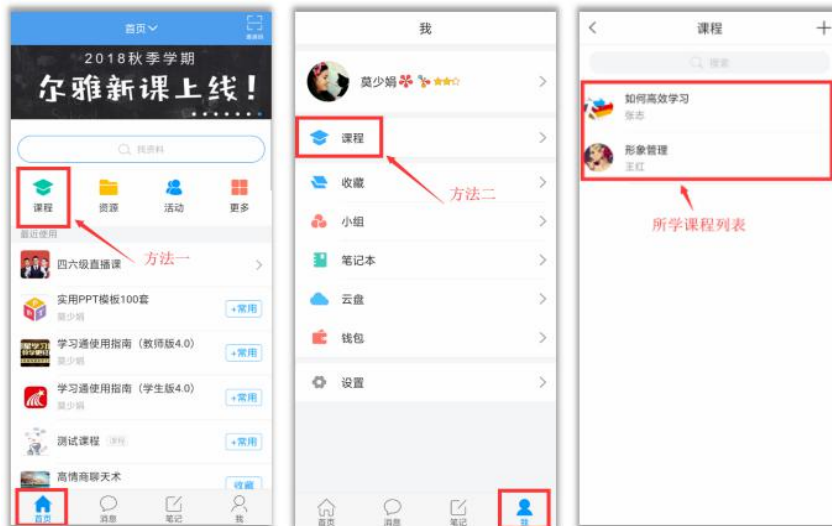 首页
2018秋季学期
尔雅新课上线!
找资料
课程
资源
活动
更多
最近使用
四六级直播课
方法一
实用PPT模板100套
莫少娟
+常用
学习通使用指南（教师版4.0）
莫少娟
+常用
学习通使用指南（学生版4.0）
莫少娟
+常用
测试课程 课程
+常用
高情商聊天术
收藏
首页
消息
笔记
我
我
莫少娟
课程
收藏
方法二
小组
笔记本
云盘
钱包
设置
首页
消息
笔记
我
课程
搜索
如何高效学习
张志
形象管理
王红
所学课程列表